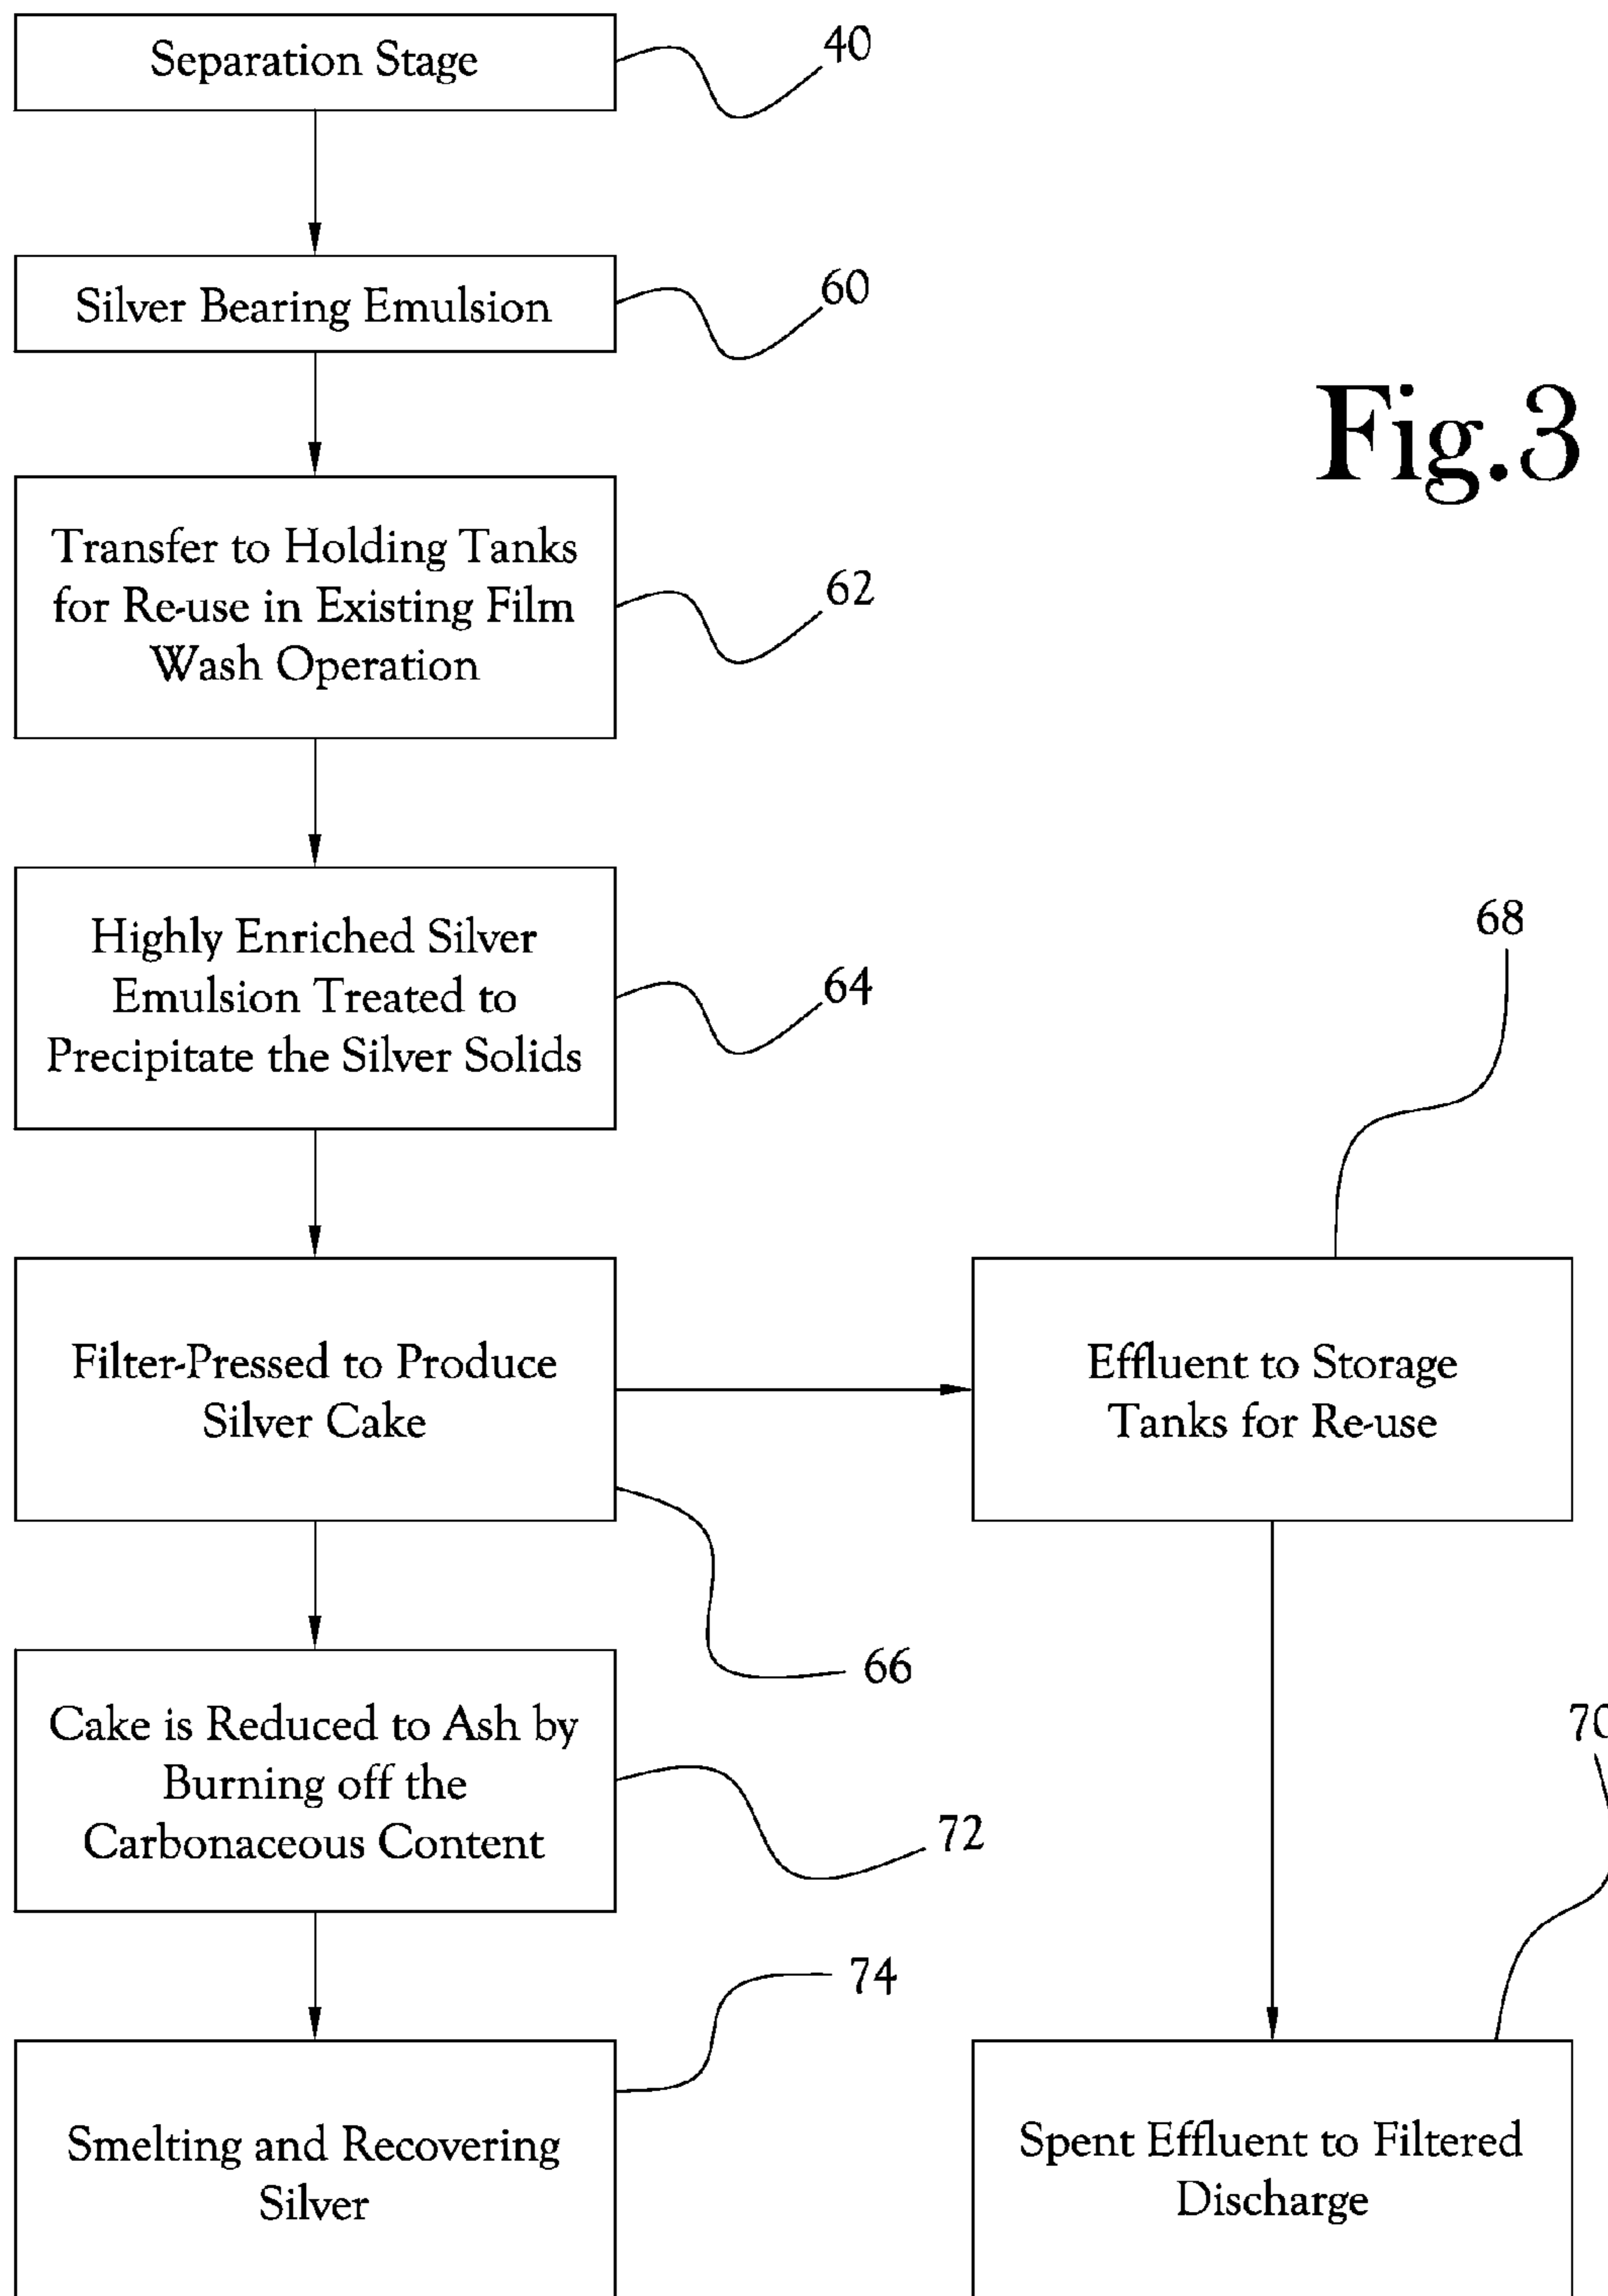 Separation Stage
40
Silver Bearing Emulsion
60
Fig.3
Transfer to Holding Tanks
for Re-use in Existing Film
Wash Operation
62
Highly Enriched Silver
Emulsion Treated to
Precipitate the Silver Solids
64
68
Filter-Pressed to Produce
Silver Cake
66
Effluent to Storage
Tanks for Re-use
Cake is Reduced to Ash by
Burning off the
Carbonaceous Content
72
70
74
Smelting and Recovering
Silver
Spent Effluent to Filtered
Discharge